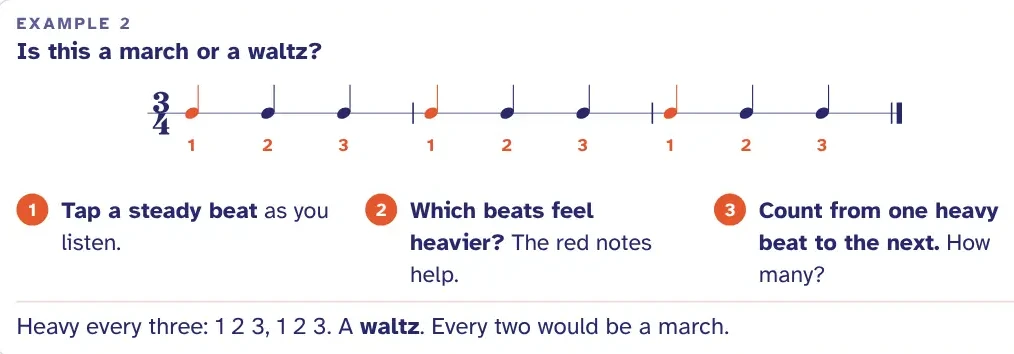 EXAMPLE 2
Is this a march or a waltz?
3
4
1 2 3 1 2 3 1 2 3
1 Tap a steady beat as you
listen.
2 Which beats feel
heavier? The red notes
help.
3 Count from one heavy
beat to the next. How
many?
Heavy every three: 1 2 3, 1 2 3. A waltz. Every two would be a march.